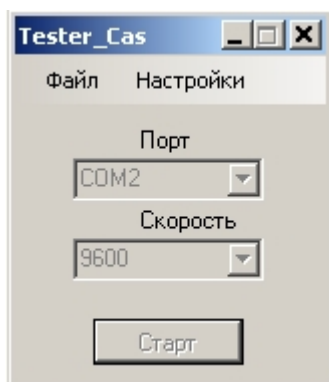 Tester_Cas
Файл Настройки
Порт
COM2
Скорость
9600
Старт